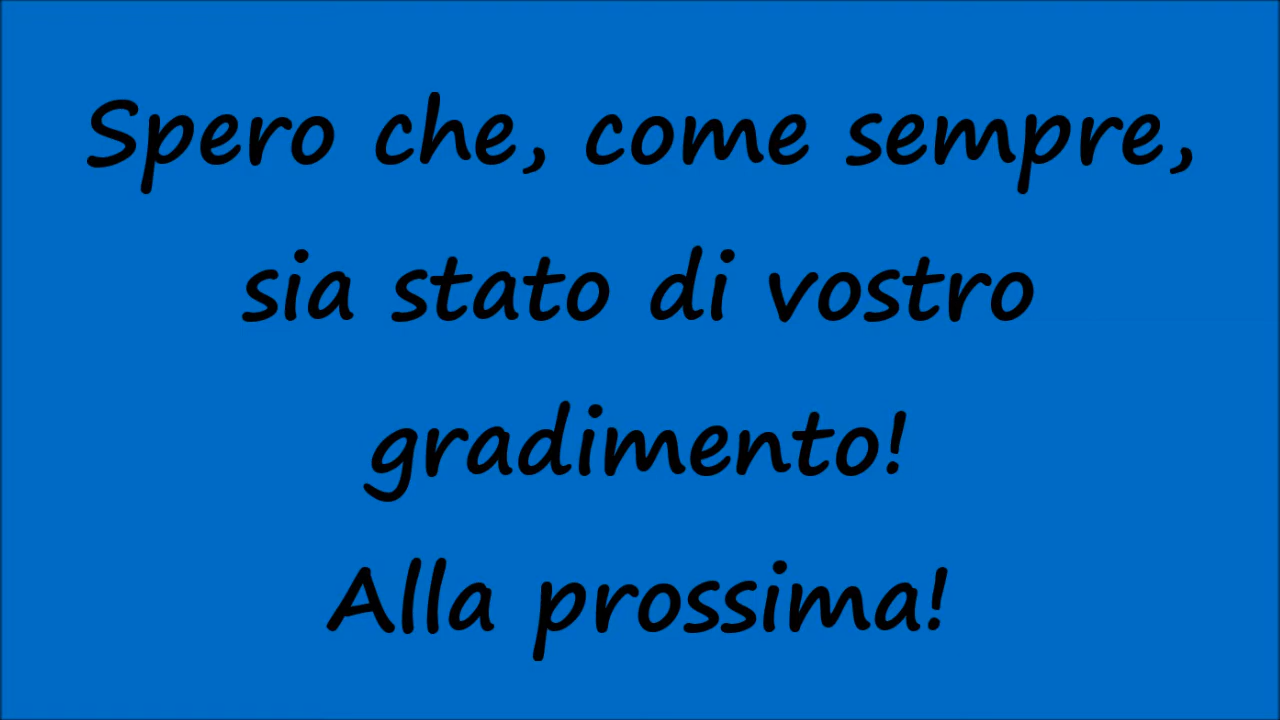 Spero che, come sempre,
sia stato di vostro
gradimento!
Alla prossima!